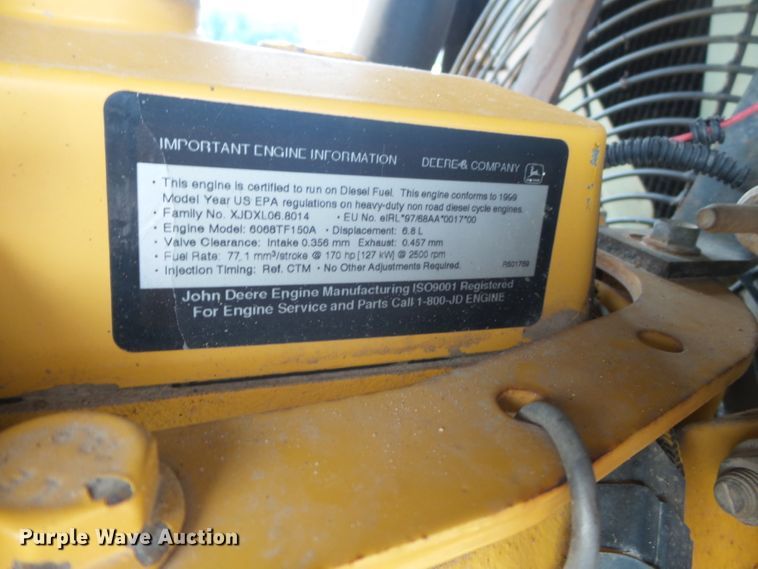 IMPORTANT ENGINE INFORMATION DEERE & COMPANY
• This engine is certified to run on Diesel Fuel. This engine conforms to 1999
Model Year US EPA regulations on heavy-duty non road diesel cycle engines.
• Family No. XJDXL06.8014 • EU No. eIRL*97/68AA*0017*00
• Engine Model: 6068TF150A • Displacement: 6.8 L
• Valve Clearance: Intake 0.356 mm Exhaust: 0.457 mm
• Fuel Rate: 77.1 mm³/stroke @ 170 hp [127 kW] @ 2500 rpm
• Injection Timing: Ref. CTM • No Other Adjustments Required. R501769
John Deere Engine Manufacturing ISO9001 Registered
For Engine Service and Parts Call 1-800-JD ENGINE
Purple Wave Auction